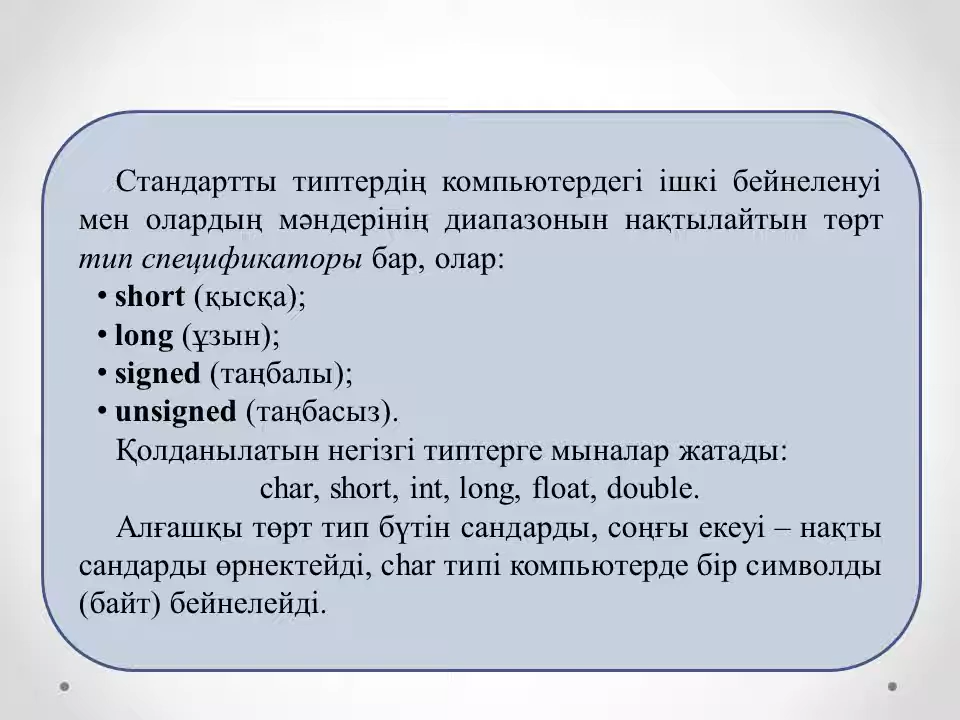 Стандартты типтердің компьютердегі ішкі бейнеленуі
мен олардың мәндерінің диапазонын нақтылайтын төрт
тип спецификаторы бар, олар:
• short (қысқа);
• long (ұзын);
• signed (таңбалы);
• unsigned (таңбасыз).
Қолданылатын негізгі типтерге мыналар жатады:
char, short, int, long, float, double.
Алғашқы төрт тип бүтін сандарды, соңғы екеуі – нақты
сандарды өрнектейді, char типі компьютерде бір символды
(байт) бейнелейді.